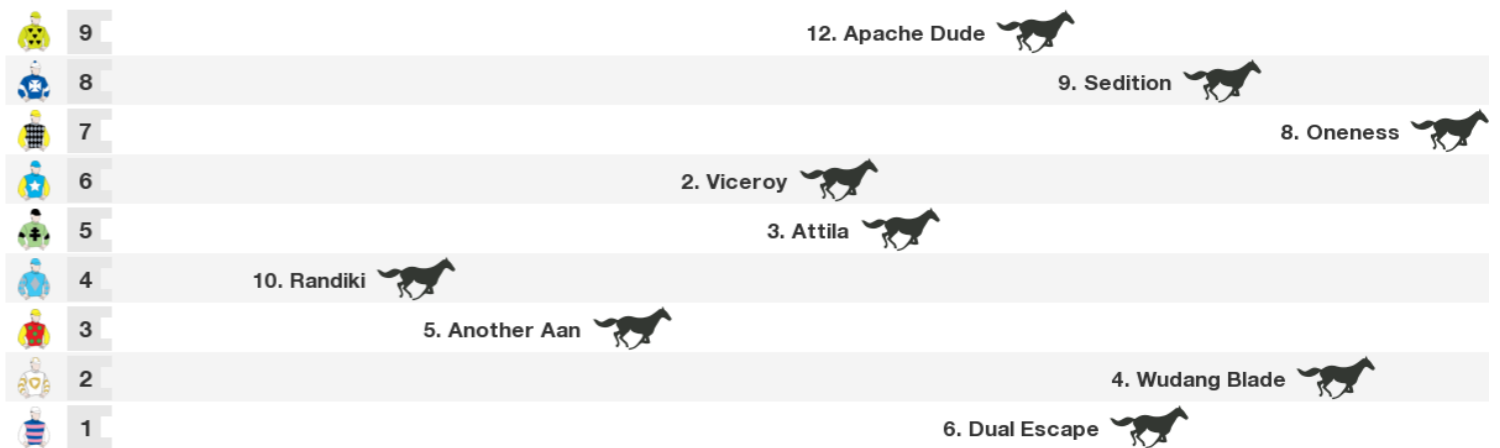 9 12. Apache Dude
8 9. Sedition
7 8. Oneness
6 2. Viceroy
5 3. Attila
4 10. Randiki
3 5. Another Aan
2 4. Wudang Blade
1 6. Dual Escape